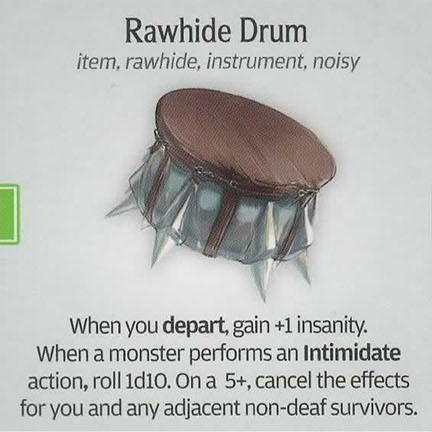 Rawhide Drum
item, rawhide, instrument, noisy
When you depart, gain +1 insanity.
When a monster performs an Intimidate
action, roll 1d10. On a 5+, cancel the effects
for you and any adjacent non-deaf survivors.